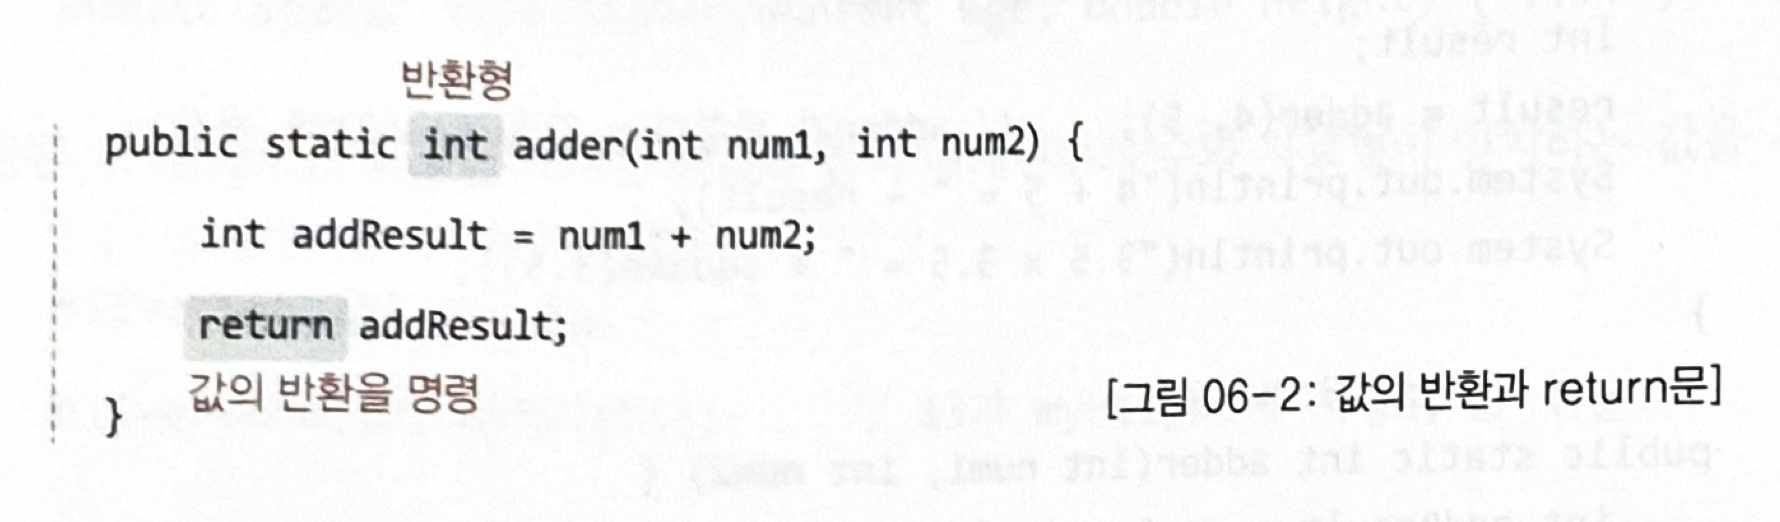 반환형
public static int adder(int num1, int num2) {
int addResult = num1 + num2;
return addResult;
값의 반환을 명령
}
[그림 06-2: 값의 반환과 return문]